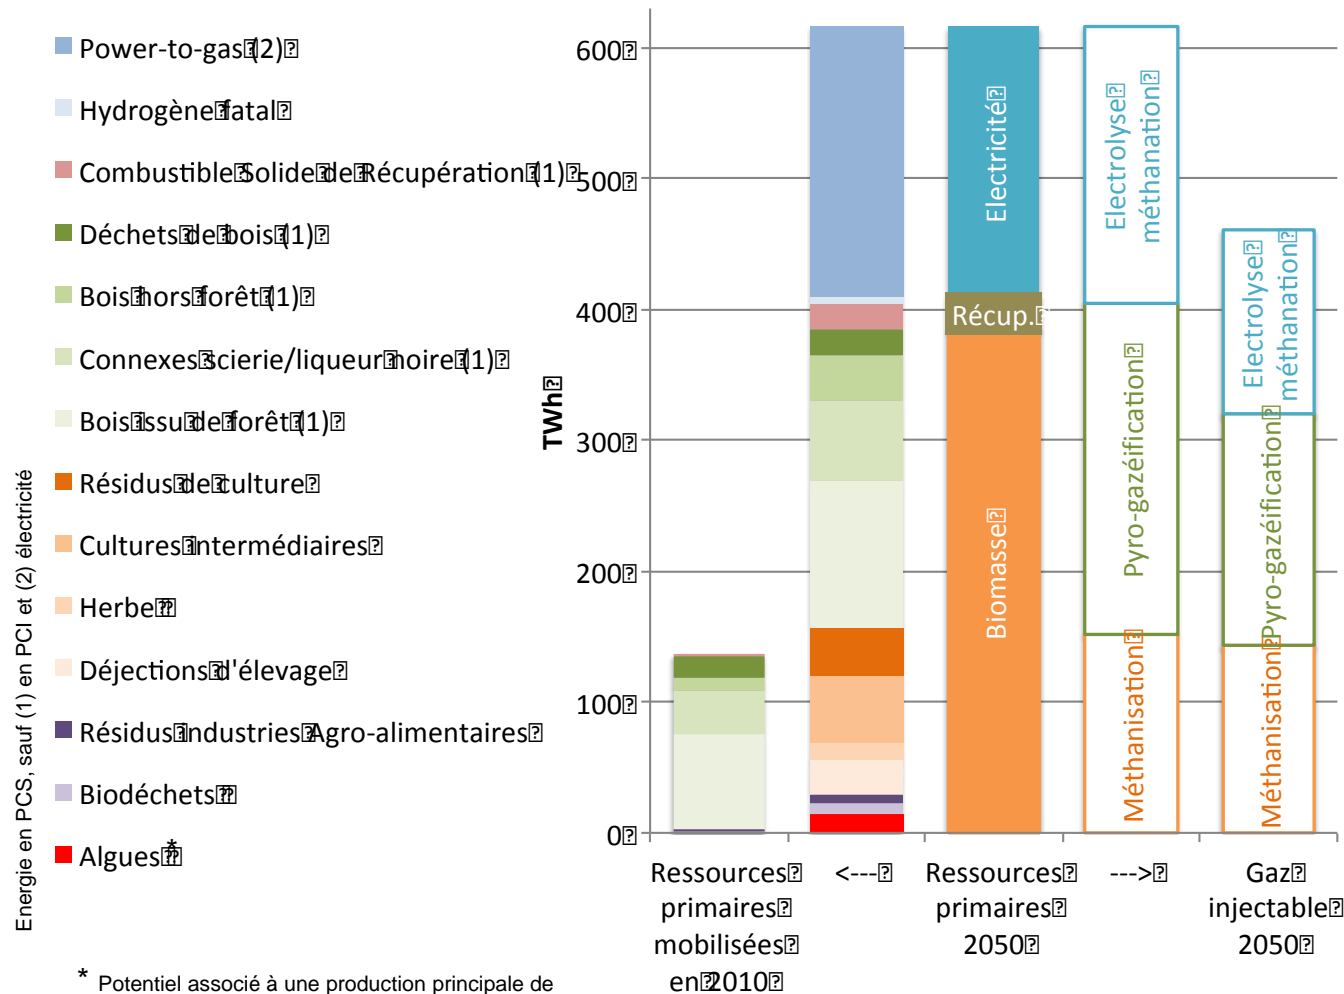 Power-to-gas (2)
Hydrogène fatal
Combustible Solide de Récupération (1)
Déchets de bois (1)
Bois hors forêt (1)
Connexes scierie/liqueur noire (1)
Bois issu de forêt (1)
Résidus de culture
Cultures intermédiaires
Herbe
Déjections d'élevage
Résidus industries Agro-alimentaires
Biodéchets
Algues *
Energie en PCS, sauf (1) en PCI et (2) électricité
* Potentiel associé à une production principale de
TWh
600
500
400
300
200
100
0
Electricité
Récup.
Biomasse
Electrolyse
méthanation
Pyro-gazéification
Méthanisation
Electrolyse
méthanation
Pyro-gazéification
Méthanisation
Ressources
primaires
mobilisées
en 2010
<---
Ressources
primaires
2050
--->
Gaz
injectable
2050